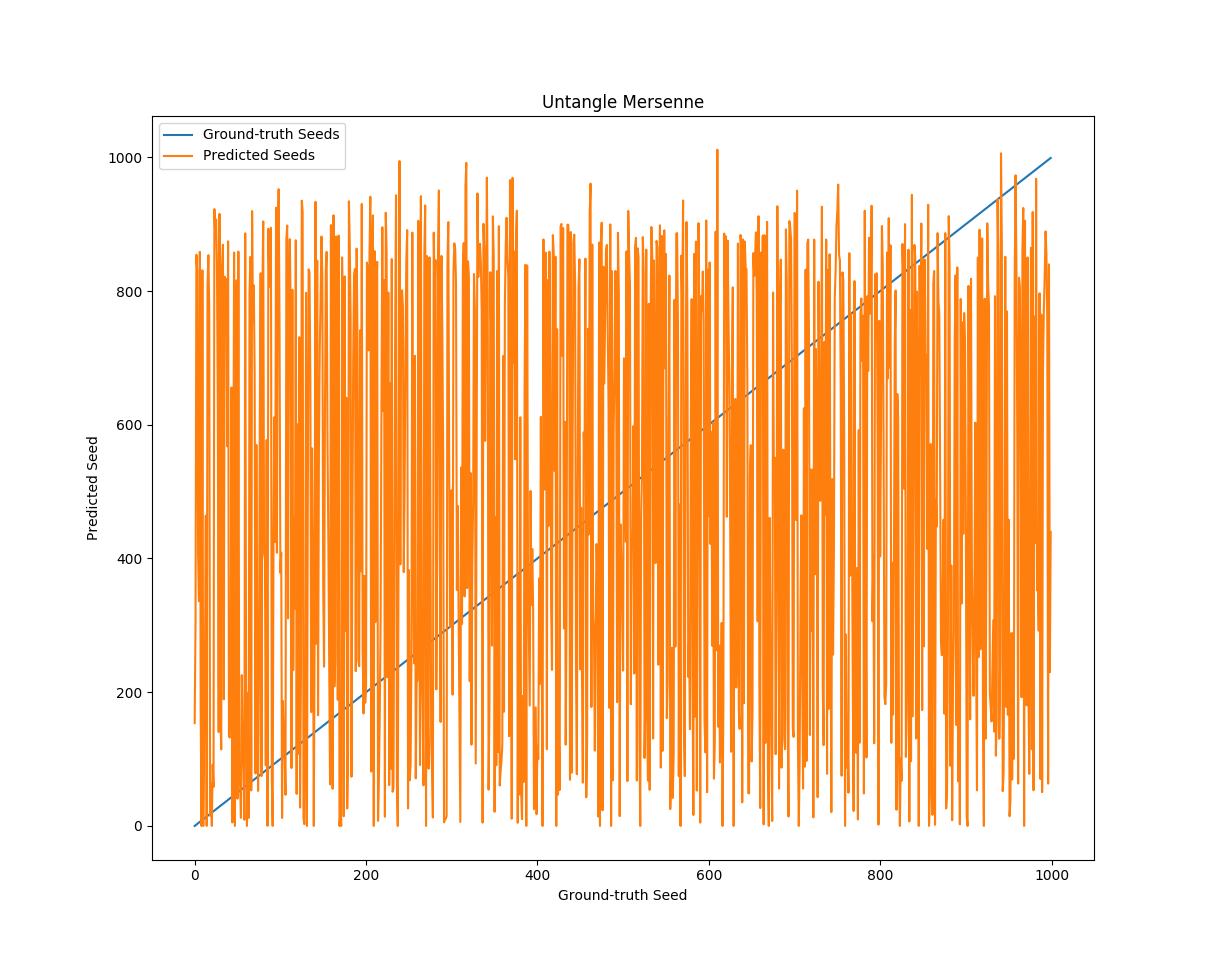 Untangle Mersenne
Ground-truth Seeds
Predicted Seeds
1000
800
600
400
200
0
Predicted Seed
0 200 400 600 800 1000
Ground-truth Seed